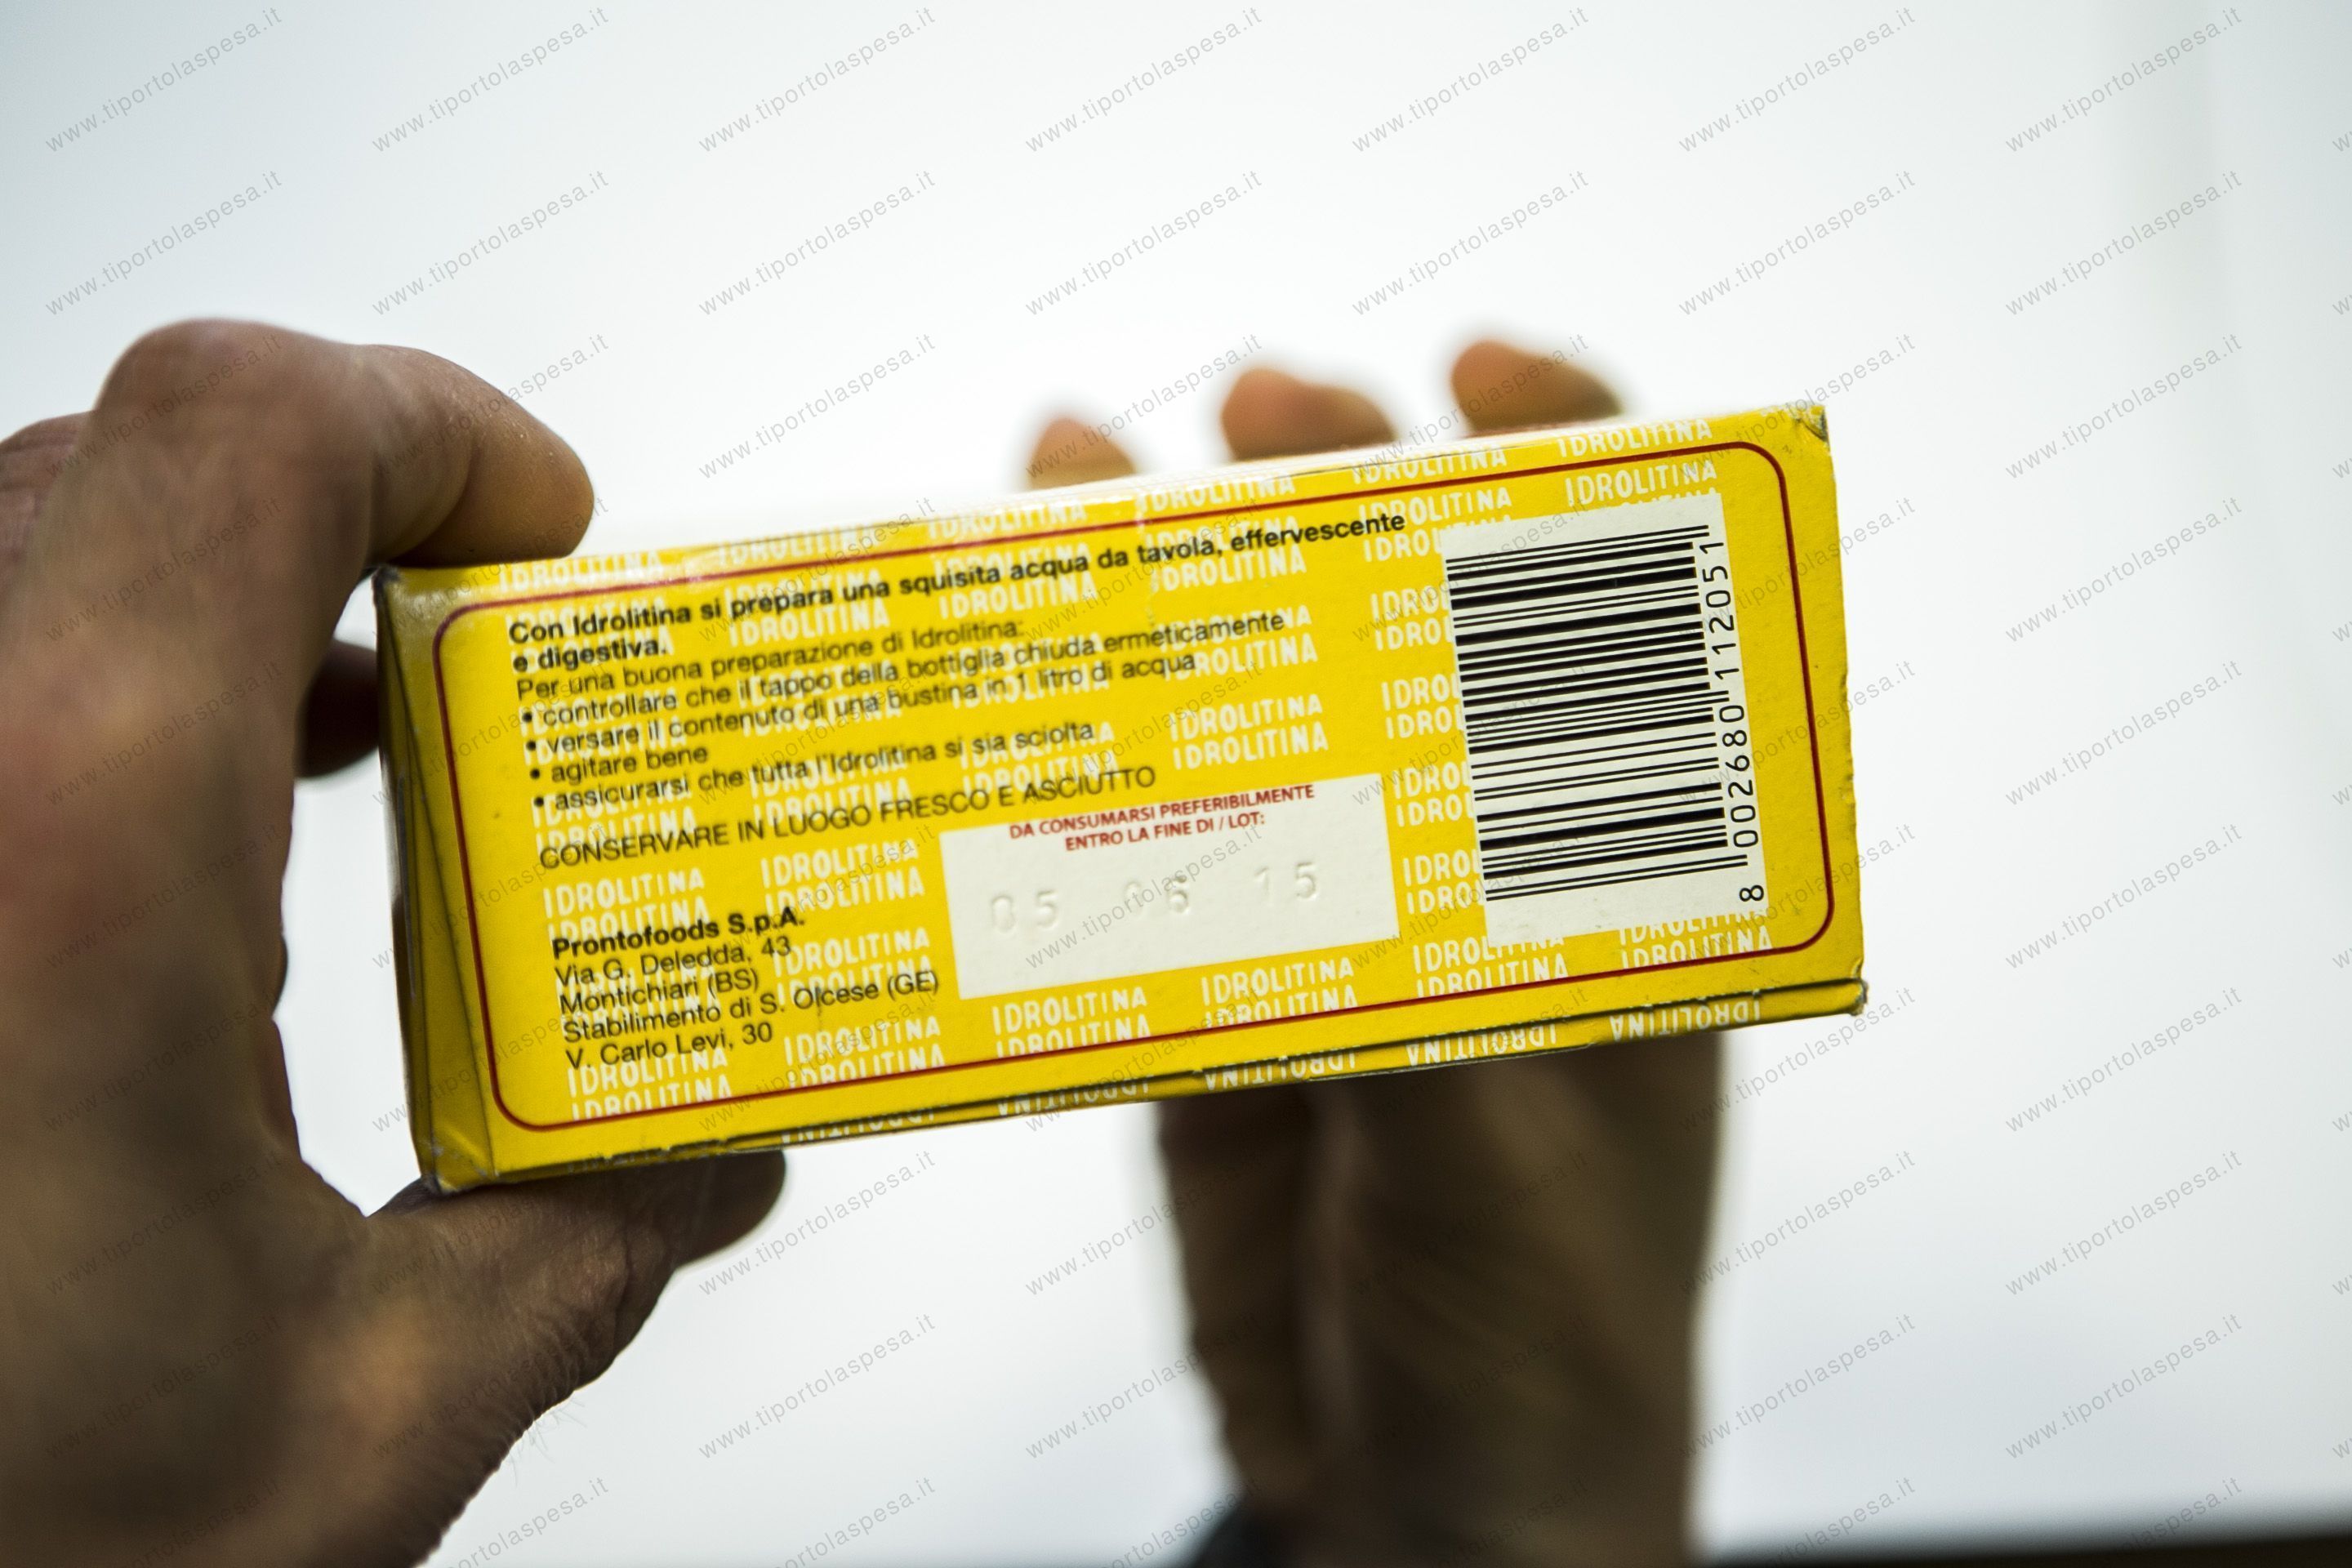 Con Idrolitina si prepara una squisita acqua da tavola, effervescente
e digestiva.
Per una buona preparazione di Idrolitina:
• controllare che il tappo della bottiglia chiuda ermeticamente
• versare il contenuto di una bustina in 1 litro di acqua
• agitare bene
• assicurarsi che tutta l'Idrolitina si sia sciolta
CONSERVARE IN LUOGO FRESCO E ASCIUTTO
DA CONSUMARSI PREFERIBILMENTE
ENTRO LA FINE DI / LOT:
05 06 15
Prontofoods S.p.A.
Via G. Deledda, 43
Montichiari (BS)
Stabilimento di S. Olcese (GE)
V. Carlo Levi, 30
8 002680 112051
IDROLITINA
www.tiportolaspesa.it